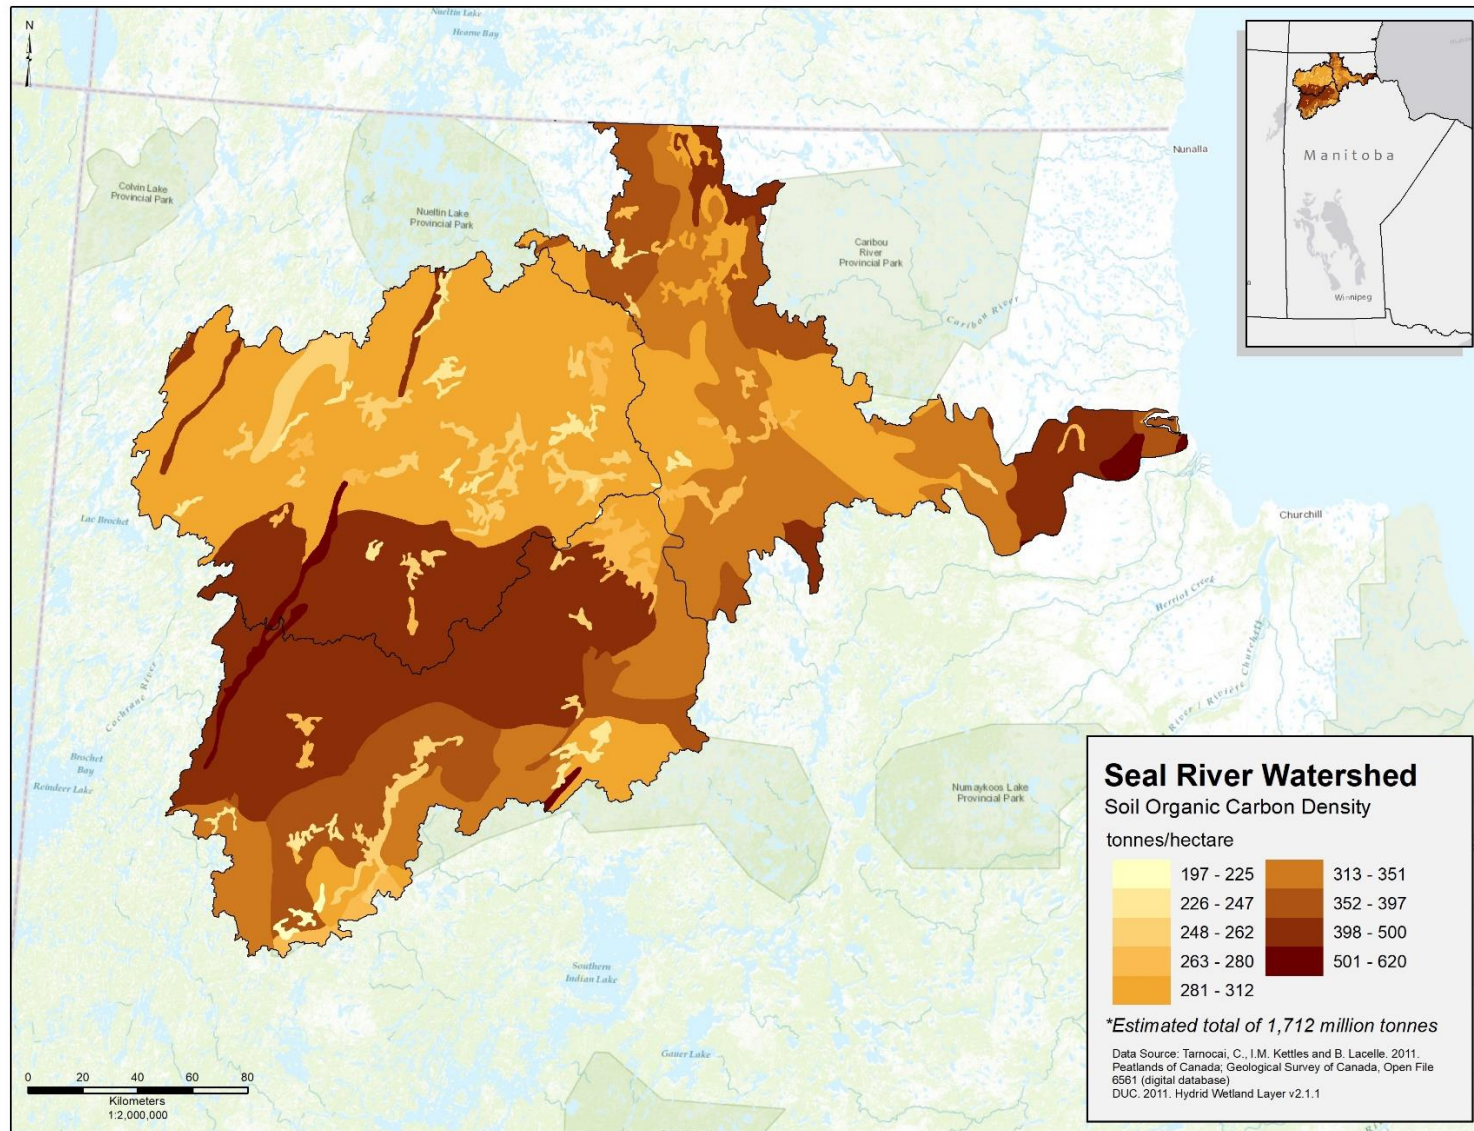 N
Nueltin Lake
Hearne Bay
Nunalla
Colvin Lake
Provincial Park
Nueltin Lake
Provincial Park
Caribou
River
Provincial Park
Caribou River
Manitoba
Winnipeg
Lac Brochet
Churchill
Herriot Creek
River / Rivière Churchill
Cochrane River
Brochet
Bay
Reindeer Lake
Numaykoos Lake
Provincial Park
Southern
Indian Lake
Gauer Lake
0 20 40 60 80
Kilometers
1:2,000,000
Seal River Watershed
Soil Organic Carbon Density
tonnes/hectare
197 - 225
226 - 247
248 - 262
263 - 280
281 - 312
313 - 351
352 - 397
398 - 500
501 - 620
*Estimated total of 1,712 million tonnes
Data Source: Tarnocai, C., I.M. Kettles and B. Lacelle. 2011.
Peatlands of Canada; Geological Survey of Canada, Open File
6561 (digital database)
DUC. 2011. Hydrid Wetland Layer v2.1.1